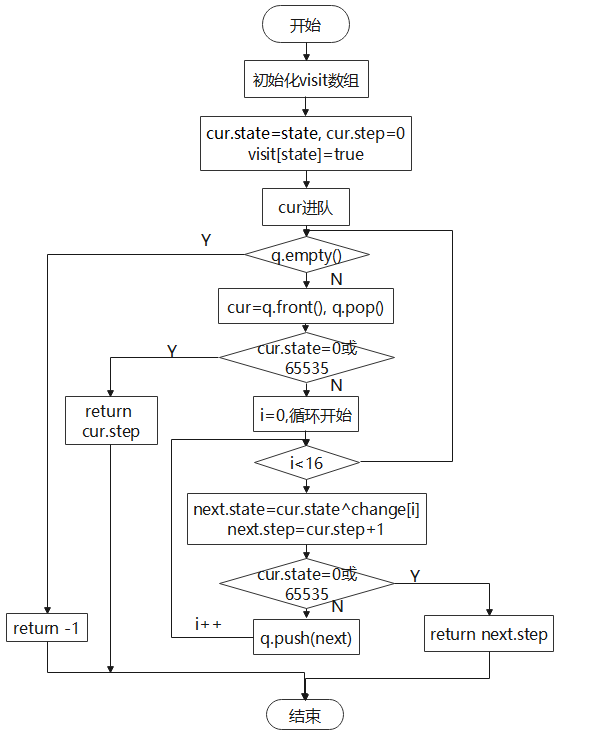 开始
初始化visit数组
cur.state=state, cur.step=0
visit[state]=true
cur进队
Y
q.empty()
N
cur=q.front(), q.pop()
Y
cur.state=0或
65535
N
return
cur.step
i=0,循环开始
i<16
next.state=cur.state^change[i]
next.step=cur.step+1
cur.state=0或
65535
Y
N
i++
q.push(next)
return -1
return next.step
结束